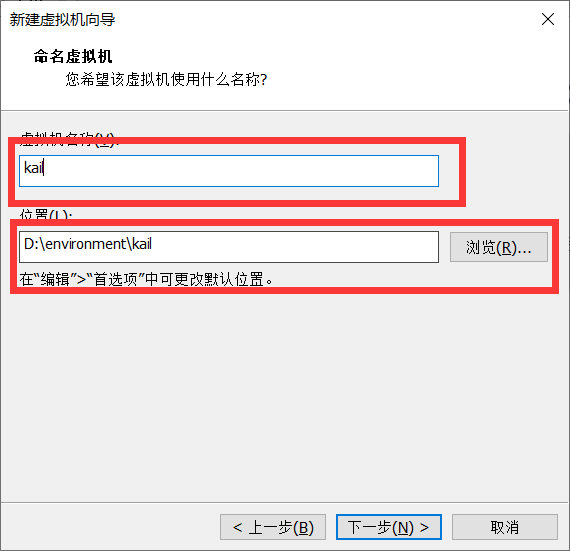 新建虚拟机向导
命名虚拟机
您希望该虚拟机使用什么名称?
虚拟机名称(V):
kail
位置(L):
D:\environment\kail
浏览(R)...
在“编辑”>“首选项”中可更改默认位置。
< 上一步(B)
下一步(N) >
取消